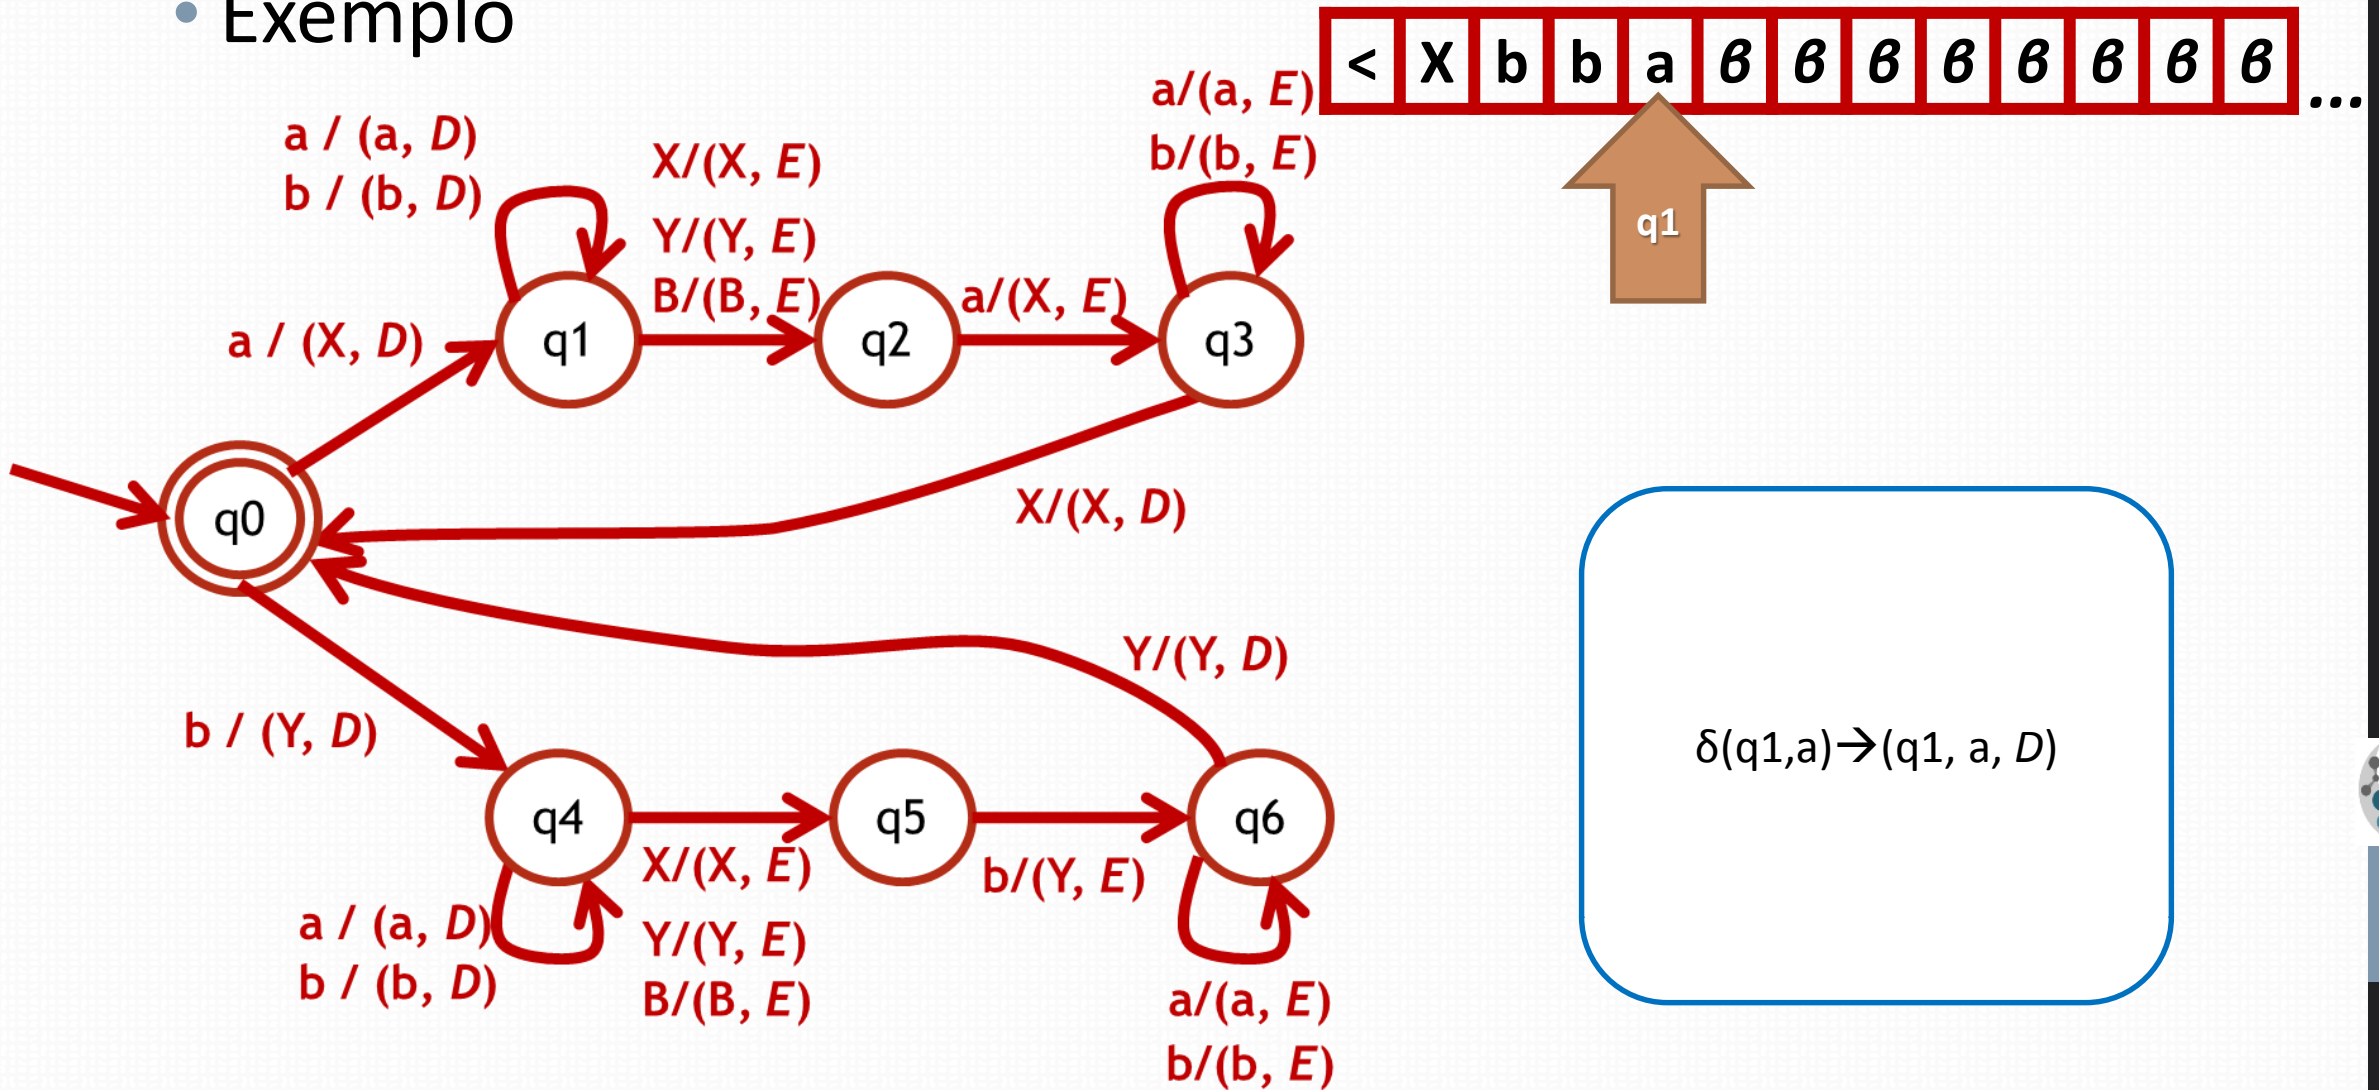 • Exemplo
< X b b a β β β β β β β β ...
q1
a / (a, D)
b / (b, D)
X/(X, E)
Y/(Y, E)
B/(B, E)
a/(a, E)
b/(b, E)
a / (X, D)
q1
q2
a/(X, E)
q3
q0
X/(X, D)
Y/(Y, D)
b / (Y, D)
δ(q1,a)→(q1, a, D)
q4
q5
q6
X/(X, E)
Y/(Y, E)
B/(B, E)
b/(Y, E)
a / (a, D)
b / (b, D)
a/(a, E)
b/(b, E)